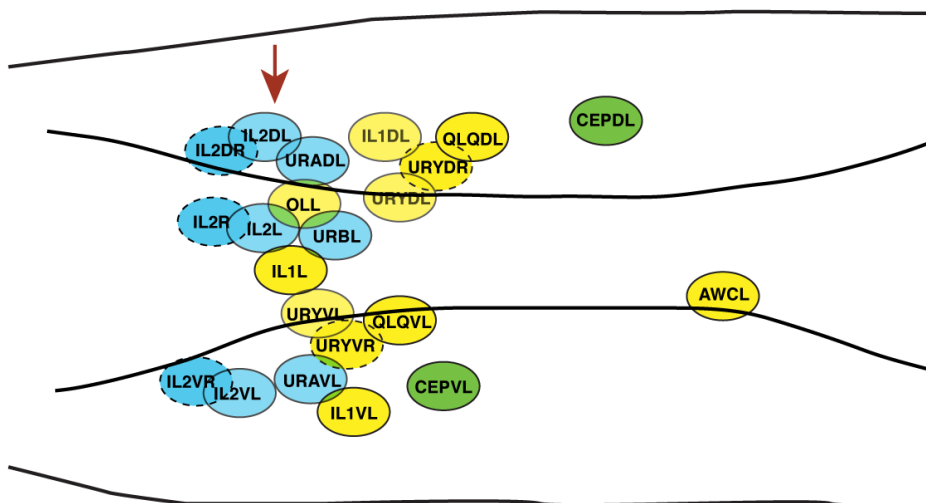 CEPDL
IL2DL
IL1DL
QLQDL
IL2DR
URADL
URYDR
OLL
URYDL
IL2R
IL2L
URBL
IL1L
AWCL
URYVL
QLQVL
URYVR
IL2VR
URAVL
CEPVL
IL2VL
IL1VL